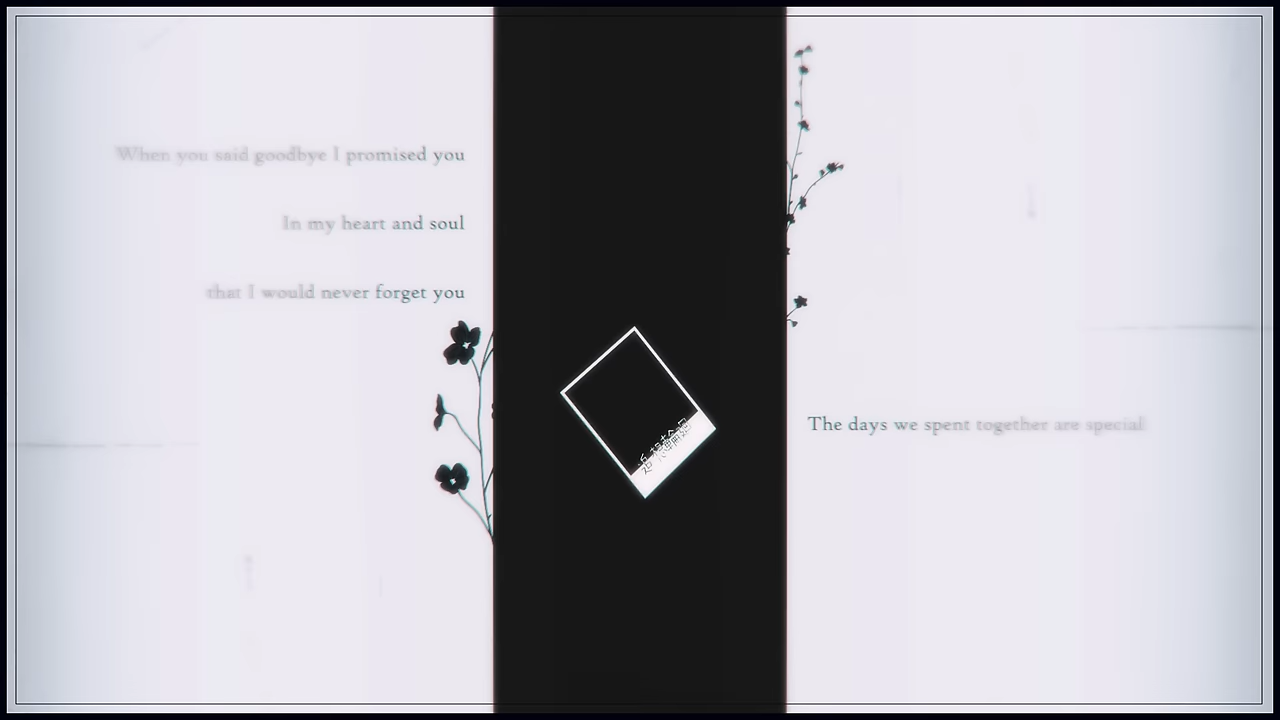 When you said goodbye I promised you
In my heart and soul
that I would never forget you
The days we spent together are special